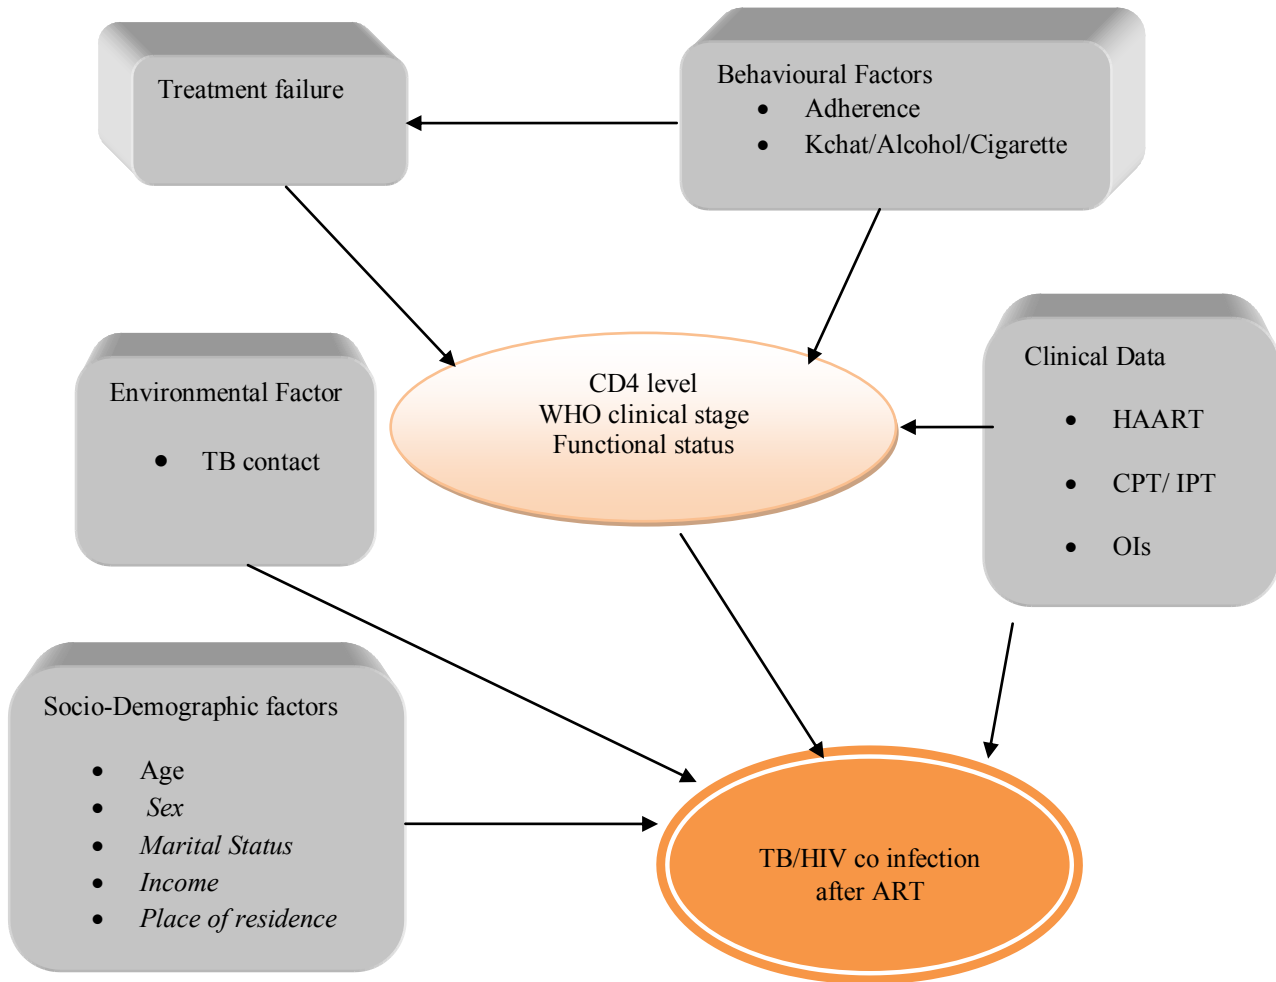 Treatment failure
Behavioural Factors
• Adherence
• Kchat/Alcohol/Cigarette
Environmental Factor
• TB contact
CD4 level
WHO clinical stage
Functional status
Clinical Data
• HAART
• CPT/ IPT
• OIs
Socio-Demographic factors
• Age
• Sex
• Marital Status
• Income
• Place of residence
TB/HIV co infection
after ART